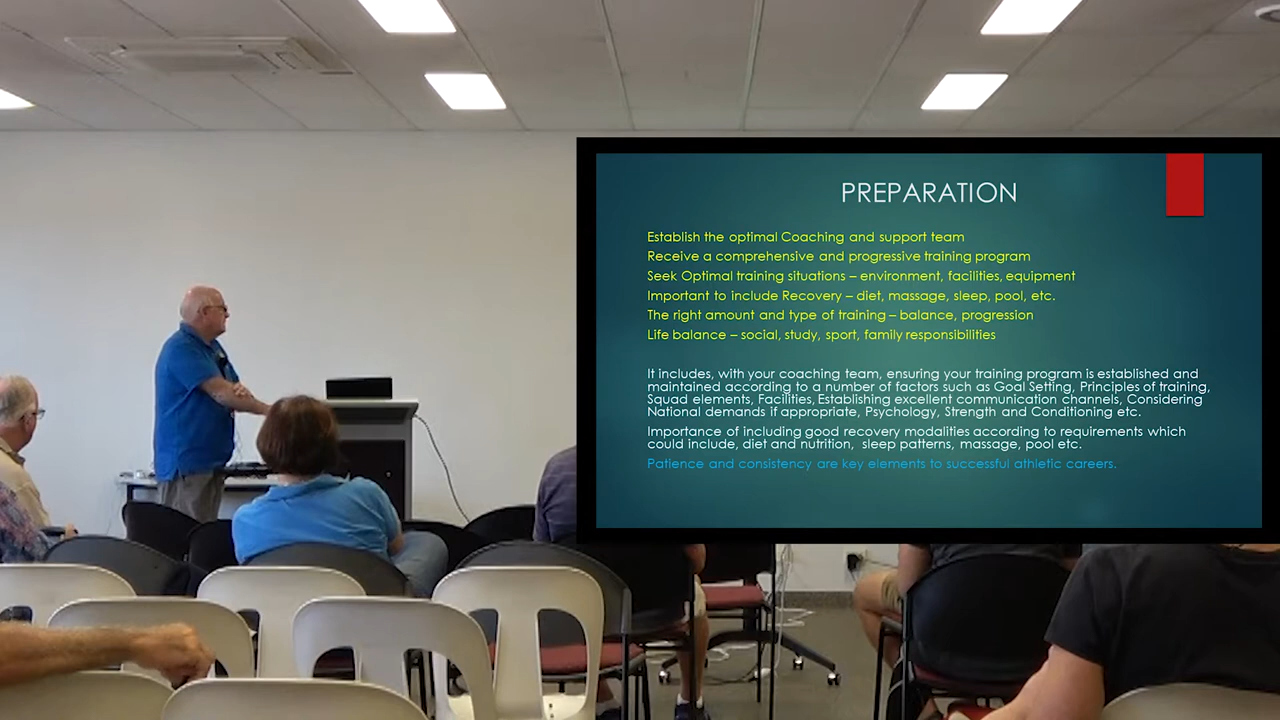 PREPARATION
Establish the optimal Coaching and support team
Receive a comprehensive and progressive training program
Seek Optimal training situations – environment, facilities, equipment
Important to include Recovery – diet, massage, sleep, pool, etc.
The right amount and type of training – balance, progression
Life balance – social, study, sport, family responsibilities
It includes, with your coaching team, ensuring your training program is established and
maintained according to a number of factors such as Goal Setting, Principles of training,
Squad elements, Facilities, Establishing excellent communication channels, Considering
National demands if appropriate, Psychology, Strength and Conditioning etc.
Importance of including good recovery modalities according to requirements which
could include, diet and nutrition, sleep patterns, massage, pool etc.
Patience and consistency are key elements to successful athletic careers.